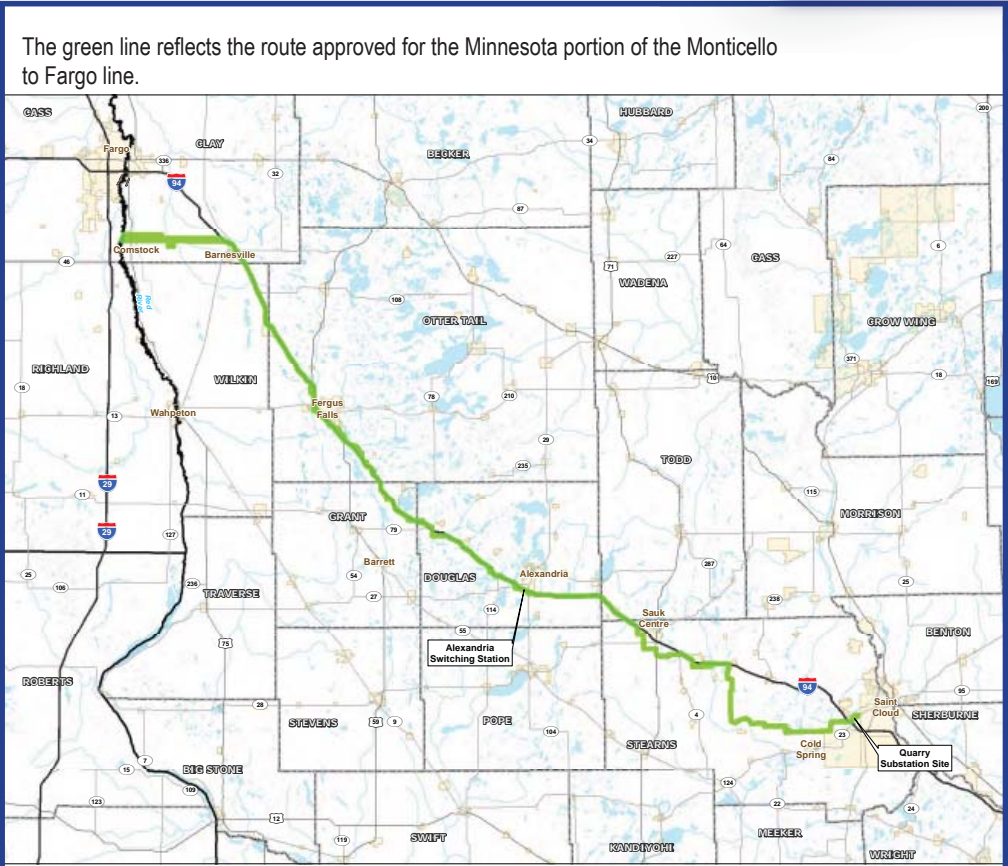 The green line reflects the route approved for the Minnesota portion of the Monticello
to Fargo line.
CASS
HUBBARD
200
Fargo
CLAY
34
336
BECKER
84
94
32
87
Comstock
Barnesville
46
64
6
227
CASS
71
WADENA
Red
River
108
OTTER TAIL
CROW WING
371
RICHLAND
WILKIN
10
18
169
18
78
210
Fergus
Falls
Wahpeton
13
29
TODD
235
29
11
115
GRANT
MORRISON
79
29
127
Barrett
Alexandria
287
25
106
236
54
DOUGLAS
25
TRAVERSE
27
238
114
Sauk
Centre
55
BENTON
75
Alexandria
Switching Station
ROBERTS
94
95
28
Saint
Cloud
SHERBURNE
STEVENS
59
9
POPE
4
104
23
STEARNS
Cold
Spring
Quarry
Substation Site
7
15
BIG STONE
109
124
123
22
24
12
MEEKER
119
SWIFT
KANDIYOHI
WRIGHT